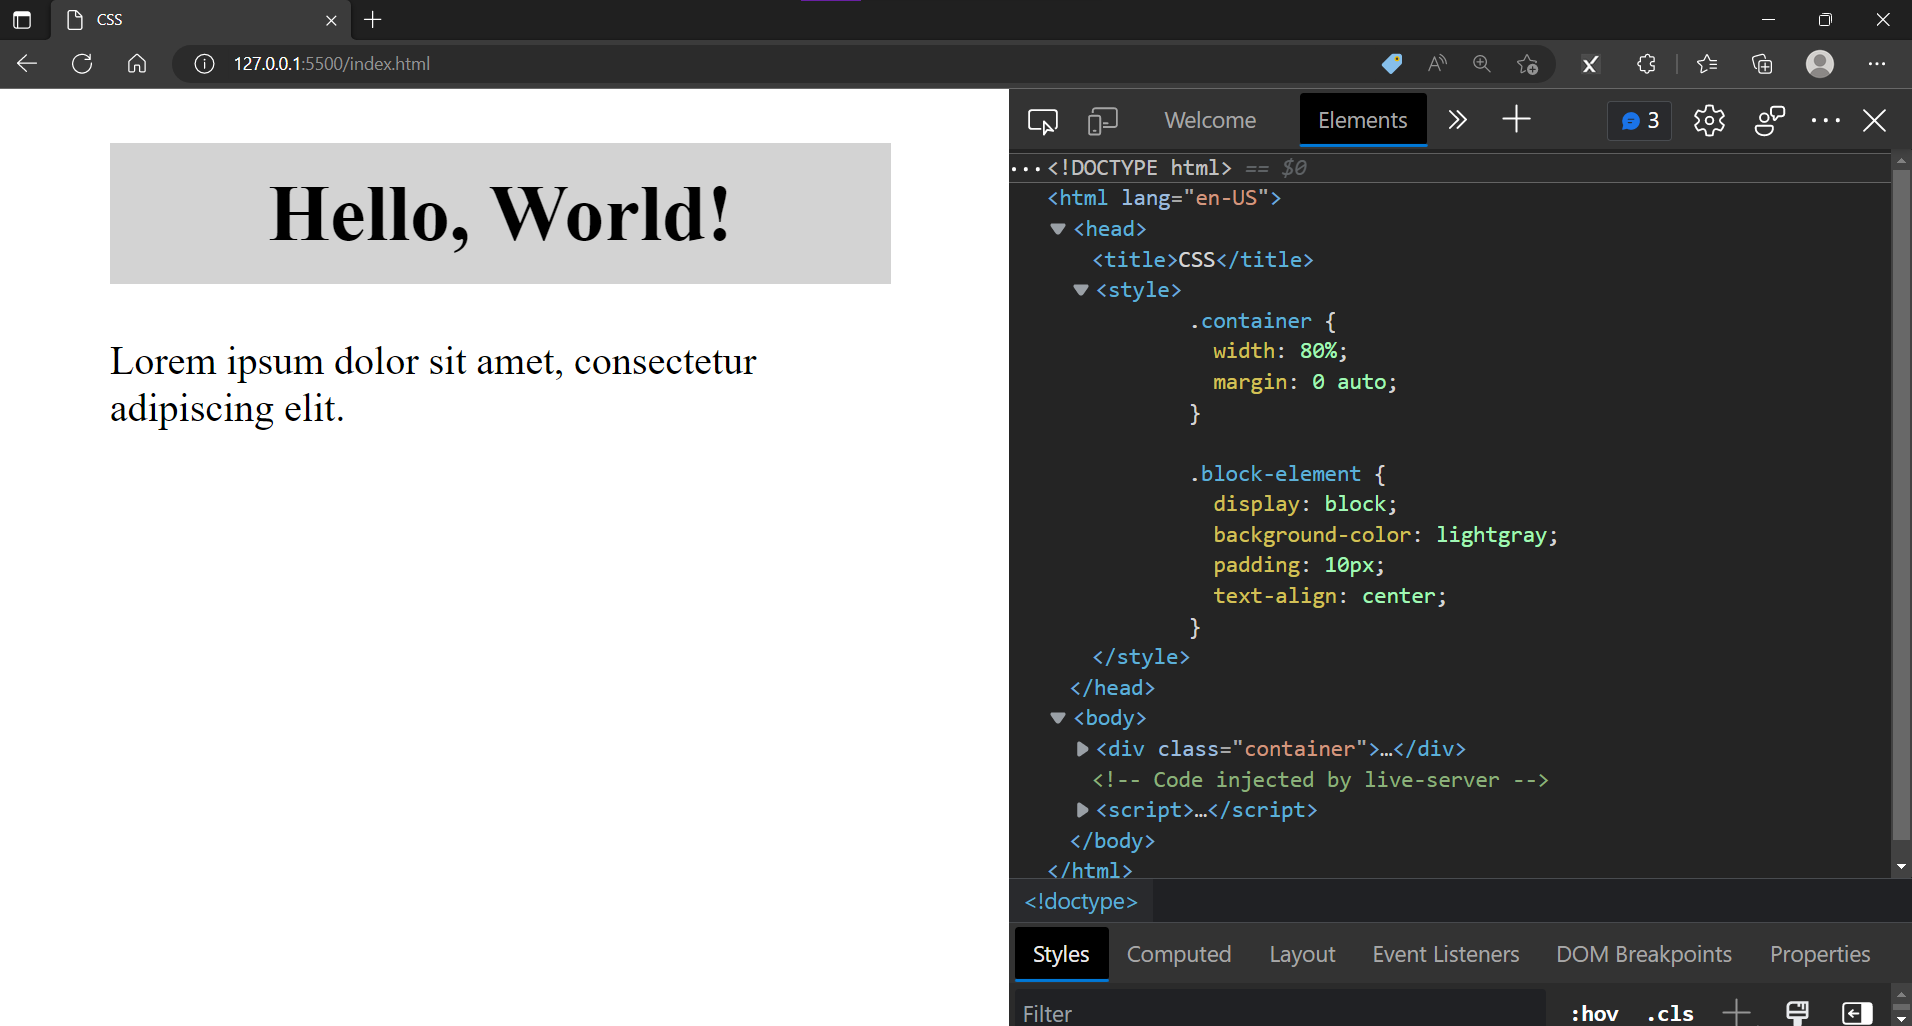 CSS
127.0.0.1:5500/index.html
Hello, World!
Lorem ipsum dolor sit amet, consectetur
adipiscing elit.
Welcome Elements 3
<!DOCTYPE html> == $0
<html lang="en-US">
<head>
<title>CSS</title>
<style>
.container {
width: 80%;
margin: 0 auto;
}
.block-element {
display: block;
background-color: lightgray;
padding: 10px;
text-align: center;
}
</style>
</head>
<body>
<div class="container">…</div>
<!-- Code injected by live-server -->
<script>…</script>
</body>
</html>
<!doctype>
Styles Computed Layout Event Listeners DOM Breakpoints Properties
Filter :hov .cls